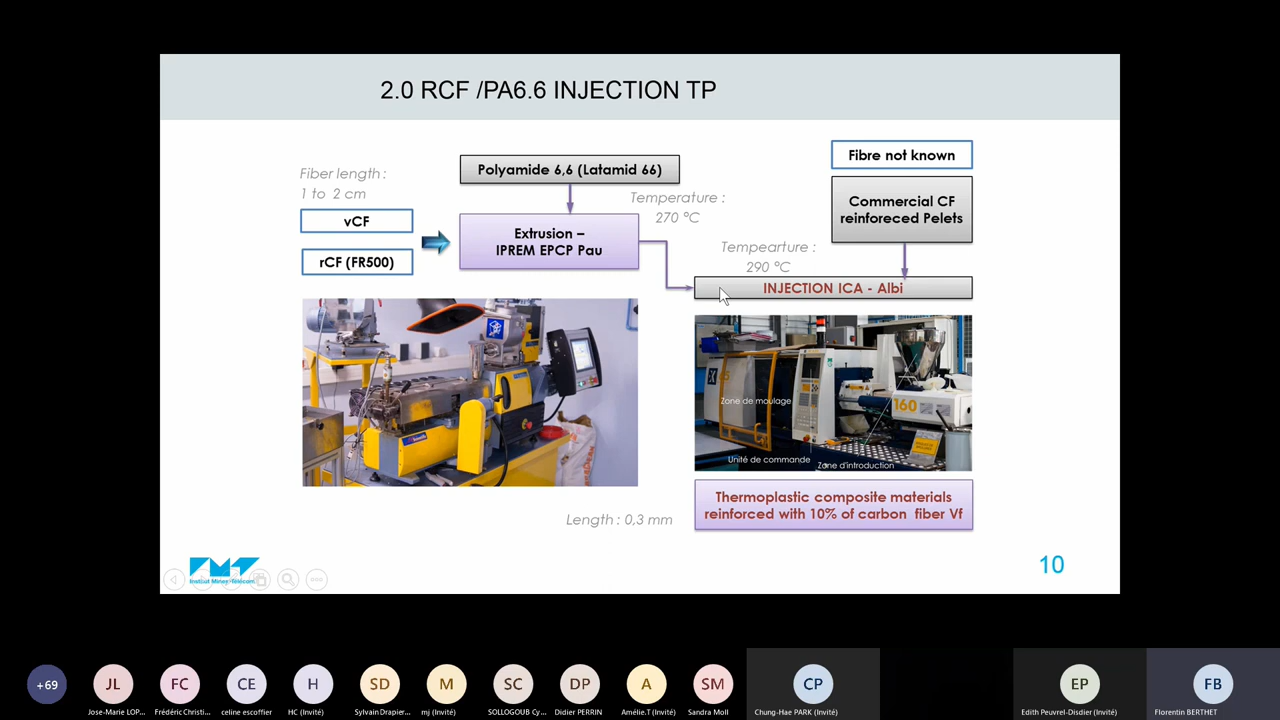 2.0 RCF /PA6.6 INJECTION TP
Fiber length :
1 to 2 cm
vCF
rCF (FR500)
Polyamide 6,6 (Latamid 66)
Extrusion –
IPREM EPCP Pau
Temperature :
270 °C
Tempearture :
290 °C
Fibre not known
Commercial CF
reinforeced Pelets
INJECTION ICA - Albi
Zone de moulage
160
Unité de commande
Zone d'introduction
Thermoplastic composite materials
reinforced with 10% of carbon fiber Vf
Length : 0,3 mm
Institut Mines-Télécom
10
+69
JL
FC
CE
H
SD
M
SC
DP
A
SM
CP
EP
FB
Jose-Marie LOP...
Frédéric Christi...
celine escoffier
HC (Invité)
Sylvain Drapier...
mj (Invité)
SOLLOGOUB Cy...
Didier PERRIN
Amélie.T (Invité)
Sandra Moll
Chung-Hae PARK (Invité)
Edith Peuvrel-Disdier (Invité)
Florentin BERTHET